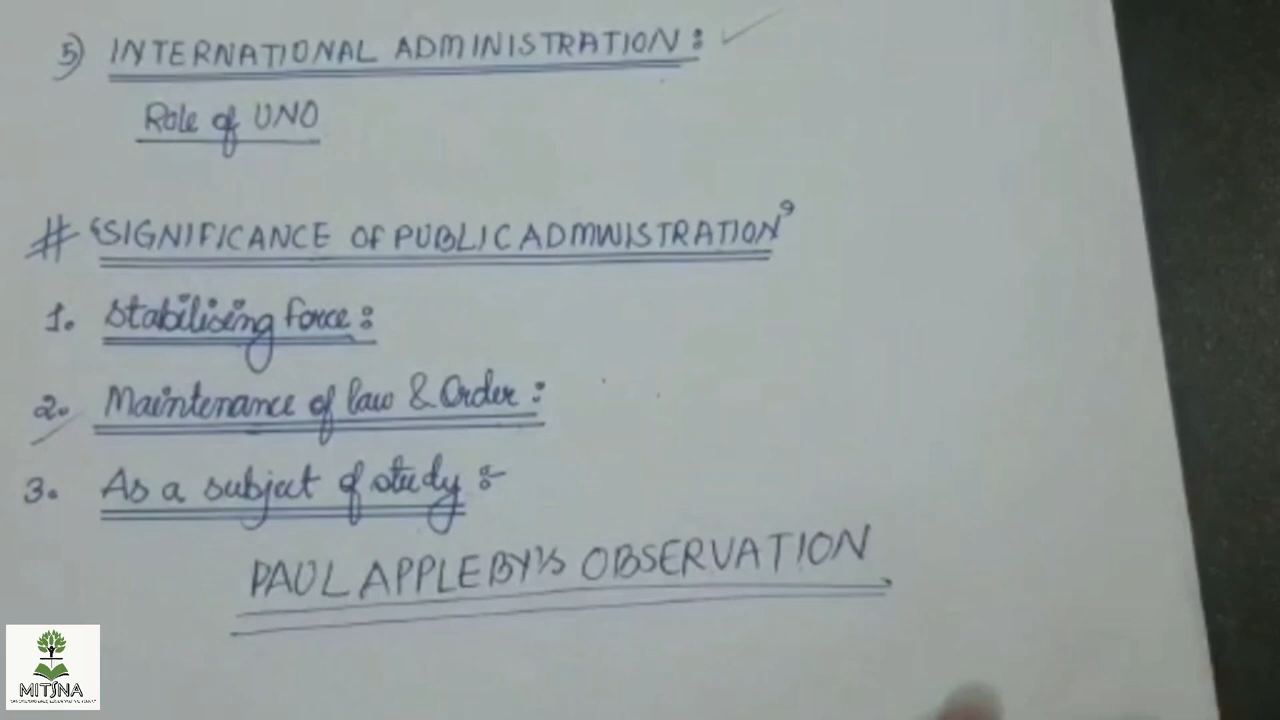 5) INTERNATIONAL ADMINISTRATION:
Role of UNO
# 'SIGNIFICANCE OF PUBLIC ADMINISTRATION'
1. Stabilising force:
2. Maintenance of law & Order:
3. As a subject of study :-
PAUL APPLEBY's OBSERVATION
MITSNA